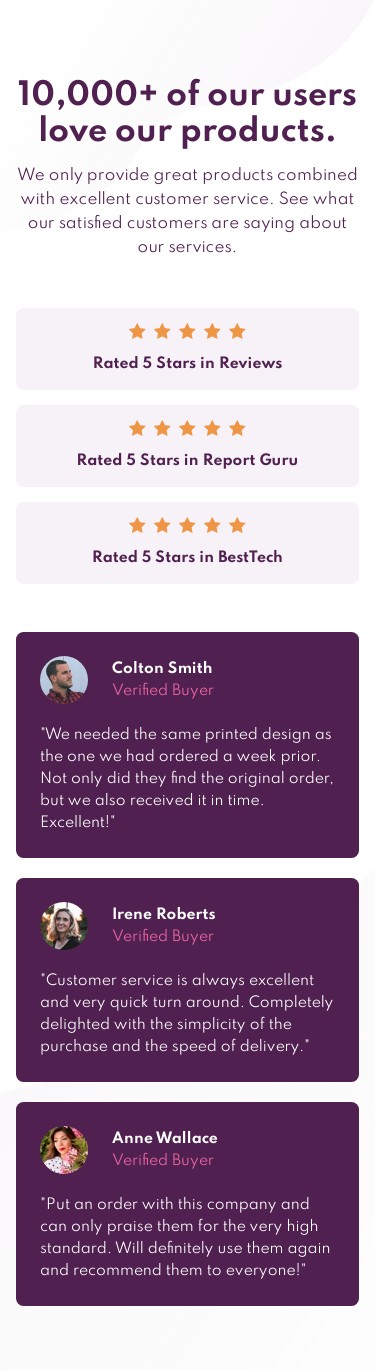 10,000+ of our users
love our products.
We only provide great products combined
with excellent customer service. See what
our satisfied customers are saying about
our services.
Rated 5 Stars in Reviews
Rated 5 Stars in Report Guru
Rated 5 Stars in BestTech
Colton Smith
Verified Buyer
"We needed the same printed design as
the one we had ordered a week prior.
Not only did they find the original order,
but we also received it in time.
Excellent!"
Irene Roberts
Verified Buyer
"Customer service is always excellent
and very quick turn around. Completely
delighted with the simplicity of the
purchase and the speed of delivery."
Anne Wallace
Verified Buyer
"Put an order with this company and
can only praise them for the very high
standard. Will definitely use them again
and recommend them to everyone!"